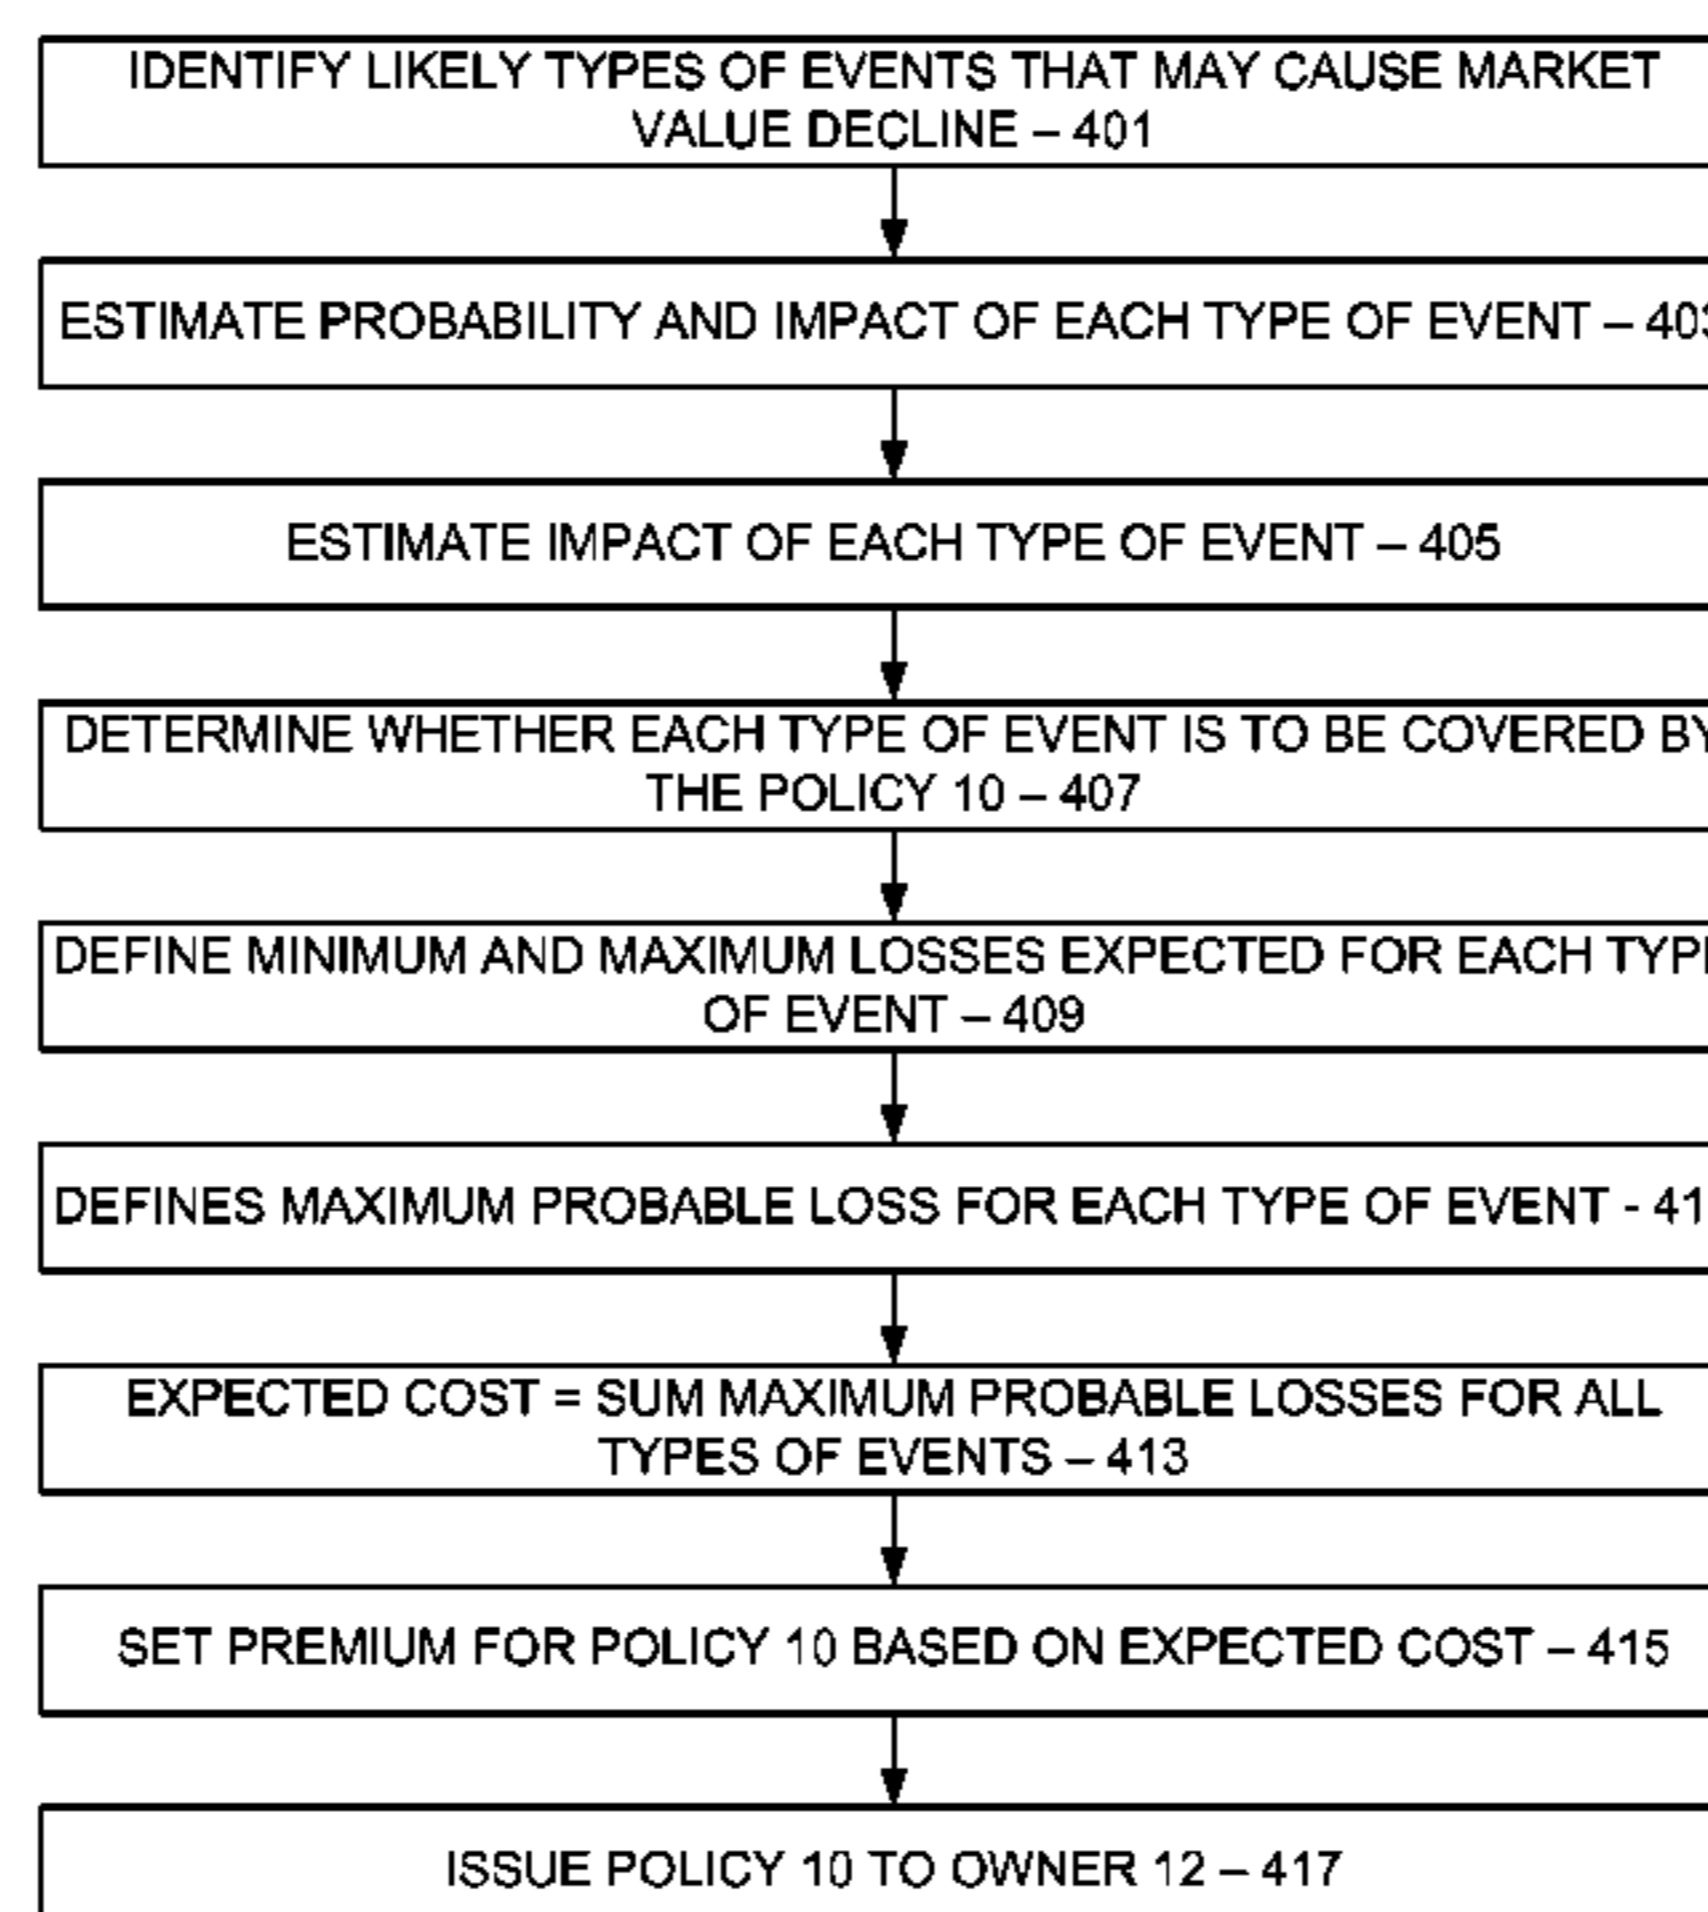 IDENTIFY LIKELY TYPES OF EVENTS THAT MAY CAUSE MARKET
VALUE DECLINE – 401
ESTIMATE PROBABILITY AND IMPACT OF EACH TYPE OF EVENT – 403
ESTIMATE IMPACT OF EACH TYPE OF EVENT – 405
DETERMINE WHETHER EACH TYPE OF EVENT IS TO BE COVERED BY
THE POLICY 10 – 407
DEFINE MINIMUM AND MAXIMUM LOSSES EXPECTED FOR EACH TYPE
OF EVENT – 409
DEFINES MAXIMUM PROBABLE LOSS FOR EACH TYPE OF EVENT - 41
EXPECTED COST = SUM MAXIMUM PROBABLE LOSSES FOR ALL
TYPES OF EVENTS – 413
SET PREMIUM FOR POLICY 10 BASED ON EXPECTED COST – 415
ISSUE POLICY 10 TO OWNER 12 – 417